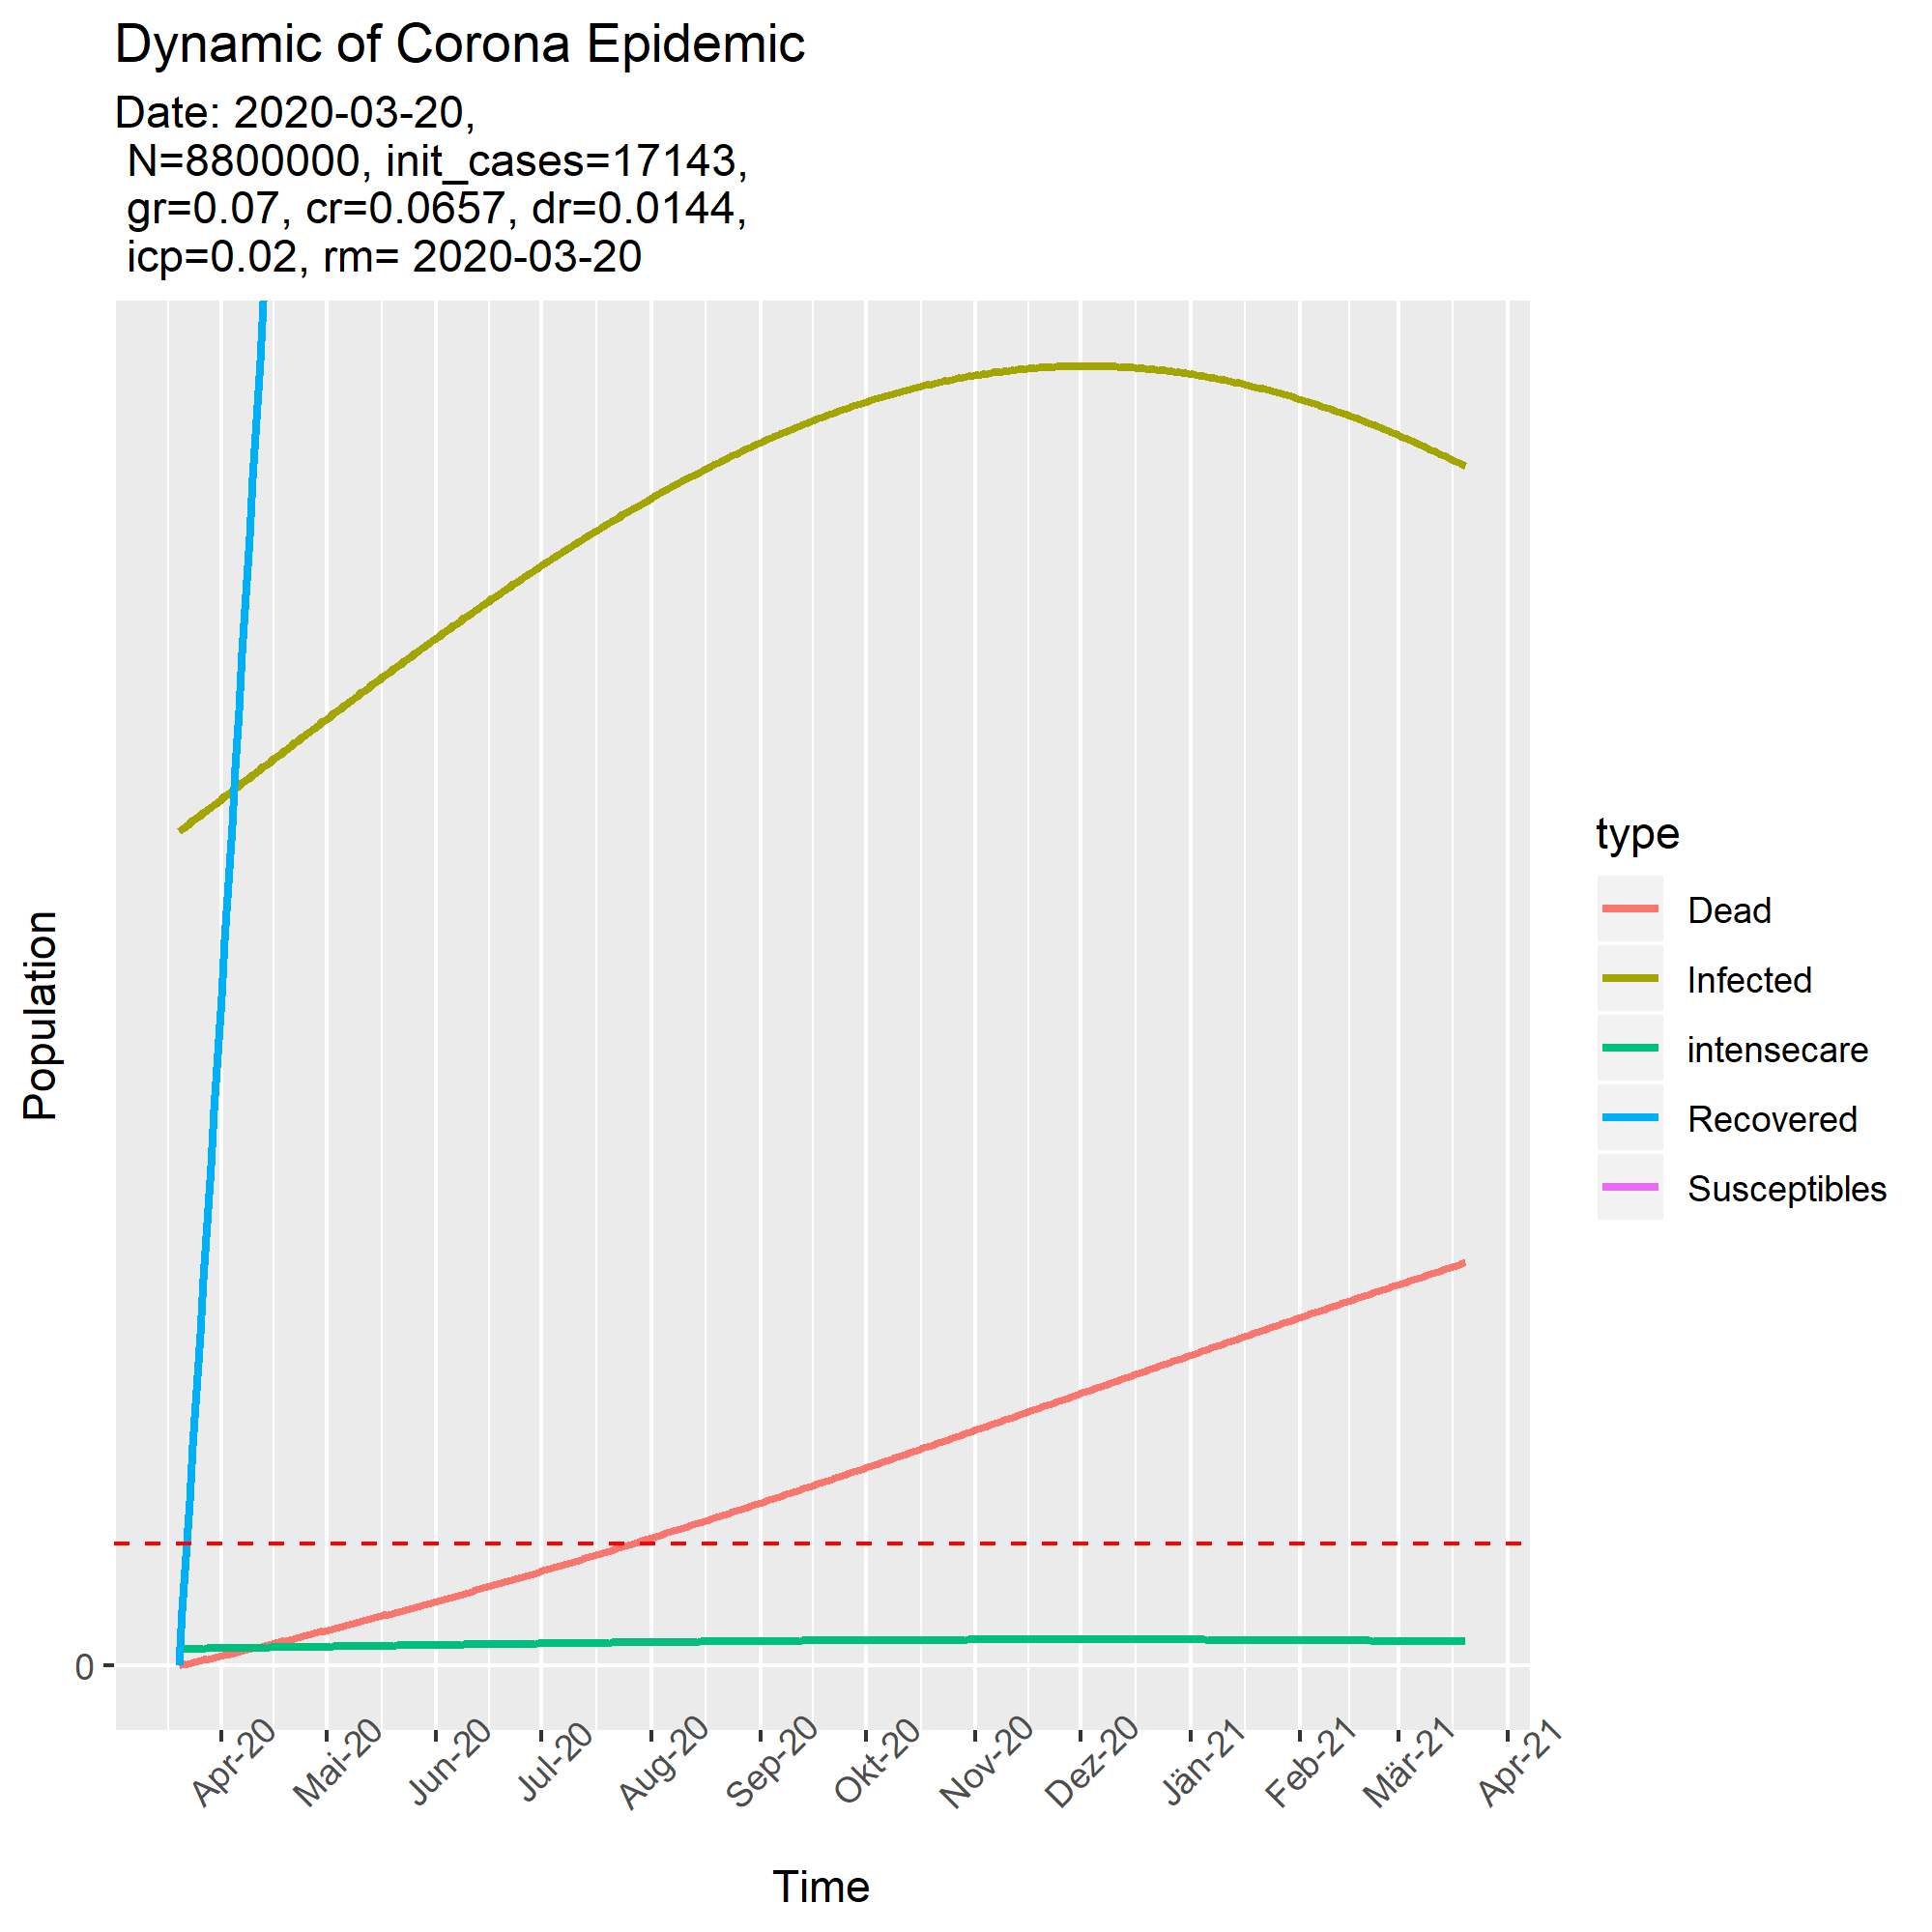 Dynamic of Corona Epidemic
Date: 2020-03-20,
N=8800000, init_cases=17143,
gr=0.07, cr=0.0657, dr=0.0144,
icp=0.02, rm= 2020-03-20
Population
0
Apr-20
Mai-20
Jun-20
Jul-20
Aug-20
Sep-20
Okt-20
Nov-20
Dez-20
Jän-21
Feb-21
Mär-21
Apr-21
Time
type
Dead
Infected
intensecare
Recovered
Susceptibles